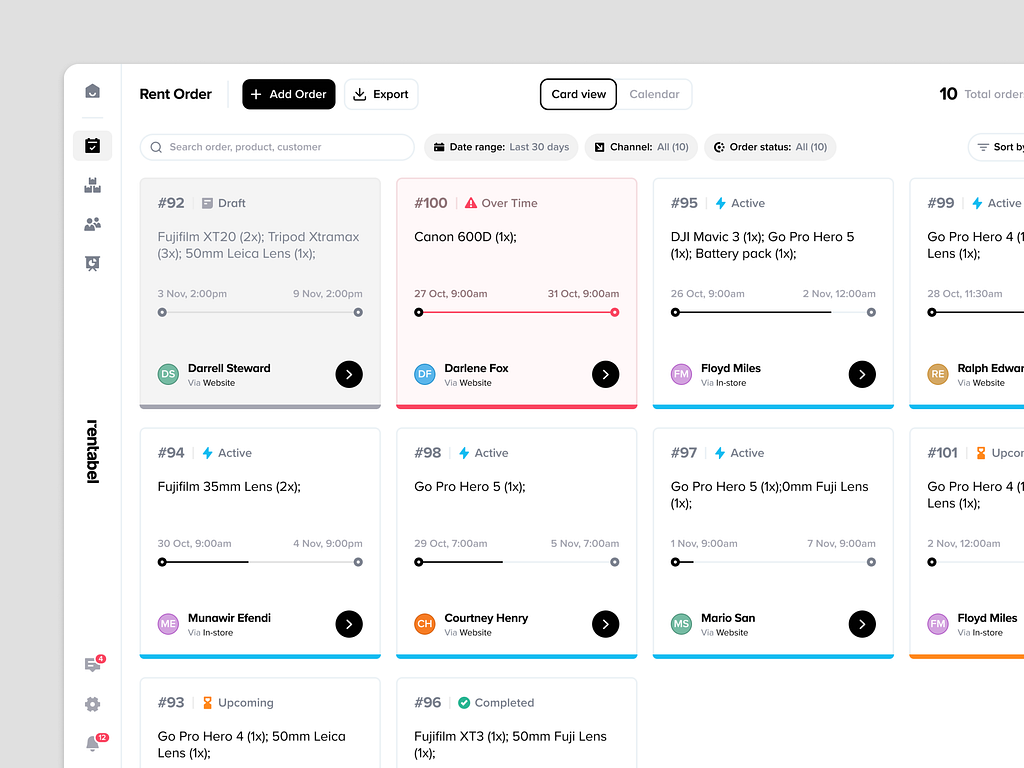 Rent Order
Add Order
Export
Card view
Calendar
10 Total orders
Search order, product, customer
Date range: Last 30 days
Channel: All (10)
Order status: All (10)
Sort by
#92 Draft
Fujifilm XT20 (2x); Tripod Xtramax
(3x); 50mm Leica Lens (1x);
3 Nov, 2:00pm 9 Nov, 2:00pm
DS Darrell Steward
Via Website
#100 Over Time
Canon 600D (1x);
27 Oct, 9:00am 31 Oct, 9:00am
DF Darlene Fox
Via Website
#95 Active
DJI Mavic 3 (1x); Go Pro Hero 5
(1x); Battery pack (1x);
26 Oct, 9:00am 2 Nov, 12:00am
FM Floyd Miles
Via In-store
#99 Active
Go Pro Hero 4 (1
Lens (1x);
28 Oct, 11:30am
RE Ralph Edwar
Via Website
rentabel
#94 Active
Fujifilm 35mm Lens (2x);
30 Oct, 9:00am 4 Nov, 9:00pm
ME Munawir Efendi
Via In-store
#98 Active
Go Pro Hero 5 (1x);
29 Oct, 7:00am 5 Nov, 7:00am
CH Courtney Henry
Via Website
#97 Active
Go Pro Hero 5 (1x);0mm Fuji Lens
(1x);
1 Nov, 9:00am 7 Nov, 9:00am
MS Mario San
Via Website
#101 Upcom
Go Pro Hero 4 (1
Lens (1x);
2 Nov, 12:00am
FM Floyd Miles
Via In-store
4
12
#93 Upcoming
Go Pro Hero 4 (1x); 50mm Leica
Lens (1x);
#96 Completed
Fujifilm XT3 (1x); 50mm Fuji Lens
(1x);